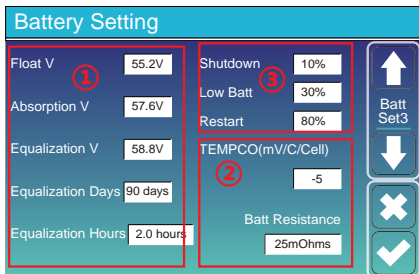 Battery Setting
Float V 55.2V
Absorption V 57.6V
Equalization V 58.8V
Equalization Days 90 days
Equalization Hours 2.0 hours
①
Shutdown 10%
Low Batt 30%
Restart 80%
③
TEMPCO(mV/C/Cell)
-5
②
Batt Resistance
25mOhms
Batt
Set3